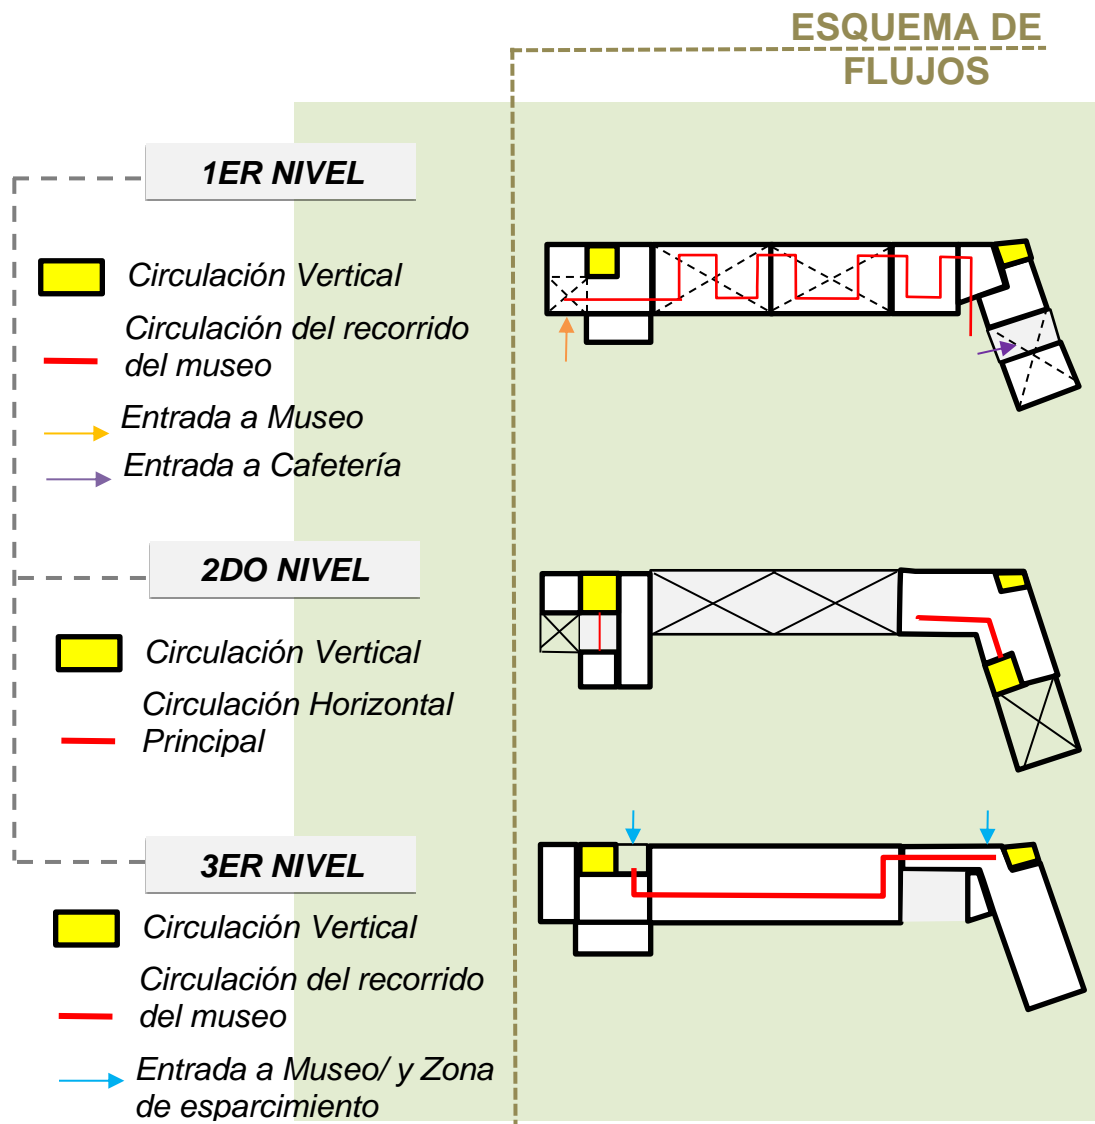 ESQUEMA DE
FLUJOS
1ER NIVEL
Circulación Vertical
Circulación del recorrido
del museo
Entrada a Museo
Entrada a Cafetería
2DO NIVEL
Circulación Vertical
Circulación Horizontal
Principal
3ER NIVEL
Circulación Vertical
Circulación del recorrido
del museo
Entrada a Museo/ y Zona
de esparcimiento